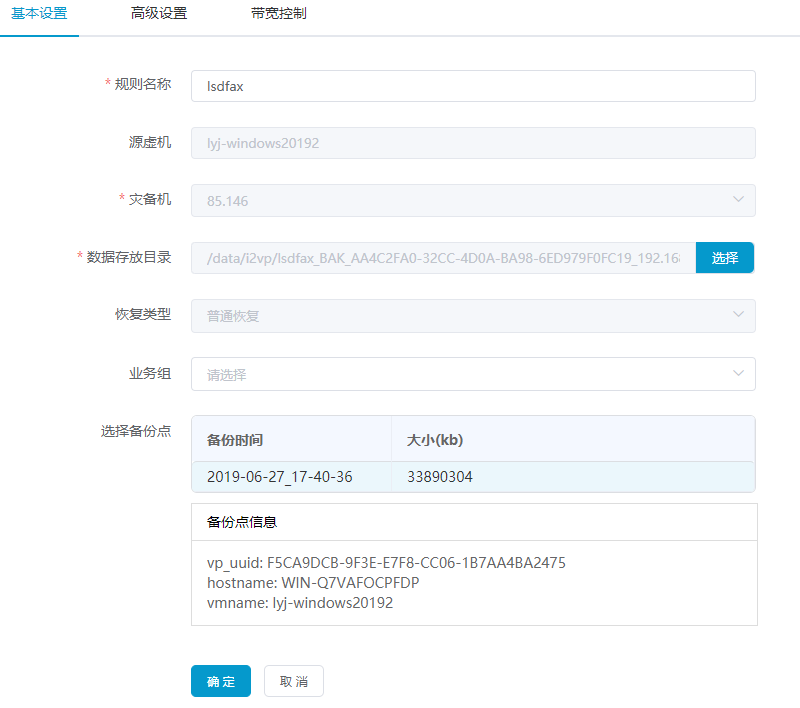 基本设置 高级设置 带宽控制
* 规则名称 lsdfax
源虚机 lyj-windows20192
* 灾备机 85.146
* 数据存放目录 /data/i2vp/lsdfax_BAK_AA4C2FA0-32CC-4D0A-BA98-6ED979F0FC19_192.168 选择
恢复类型 普通恢复
业务组 请选择
选择备份点 备份时间 大小(kb)
2019-06-27_17-40-36 33890304
备份点信息
vp_uuid: F5CA9DCB-9F3E-E7F8-CC06-1B7AA4BA2475
hostname: WIN-Q7VAFOCPFDP
vmname: lyj-windows20192
确 定 取 消